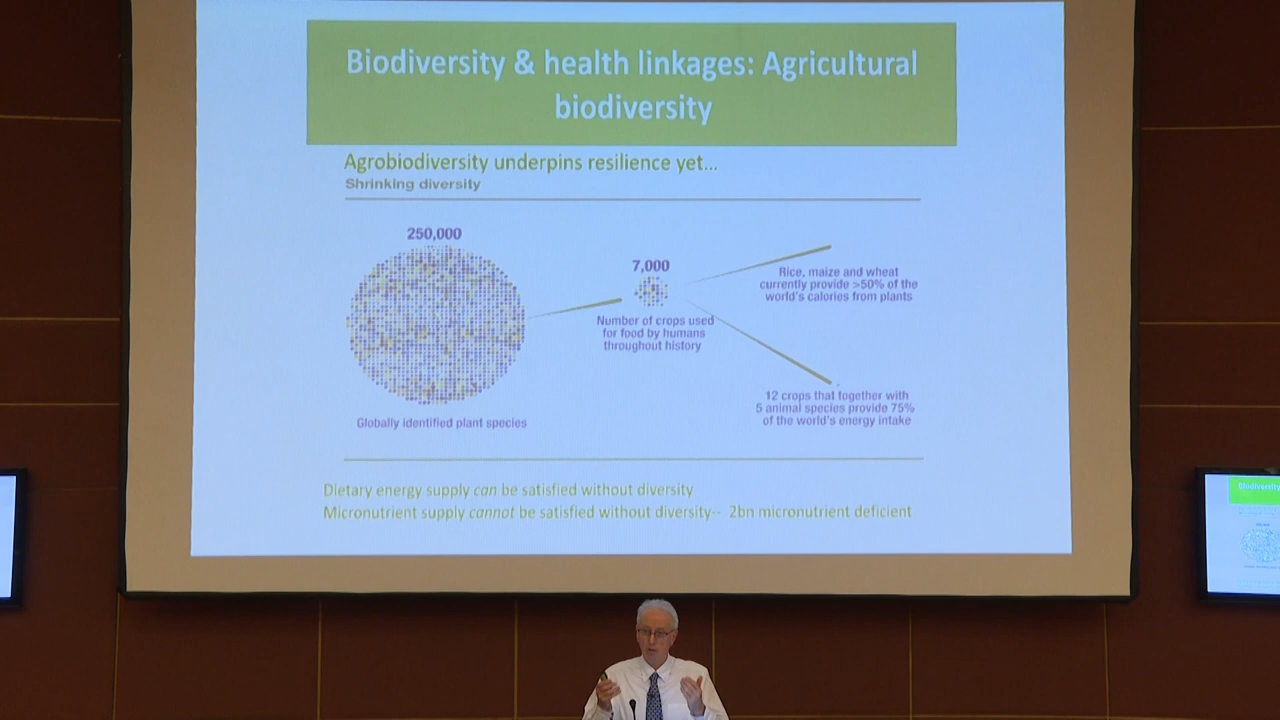 Biodiversity & health linkages: Agricultural
biodiversity
Agrobiodiversity underpins resilience yet...
Shrinking diversity
250,000
Globally identified plant species
7,000
Number of crops used
for food by humans
throughout history
Rice, maize and wheat
currently provide >50% of the
world's calories from plants
12 crops that together with
5 animal species provide 75%
of the world's energy intake
Dietary energy supply can be satisfied without diversity
Micronutrient supply cannot be satisfied without diversity-- 2bn micronutrient deficient
Biodiversity